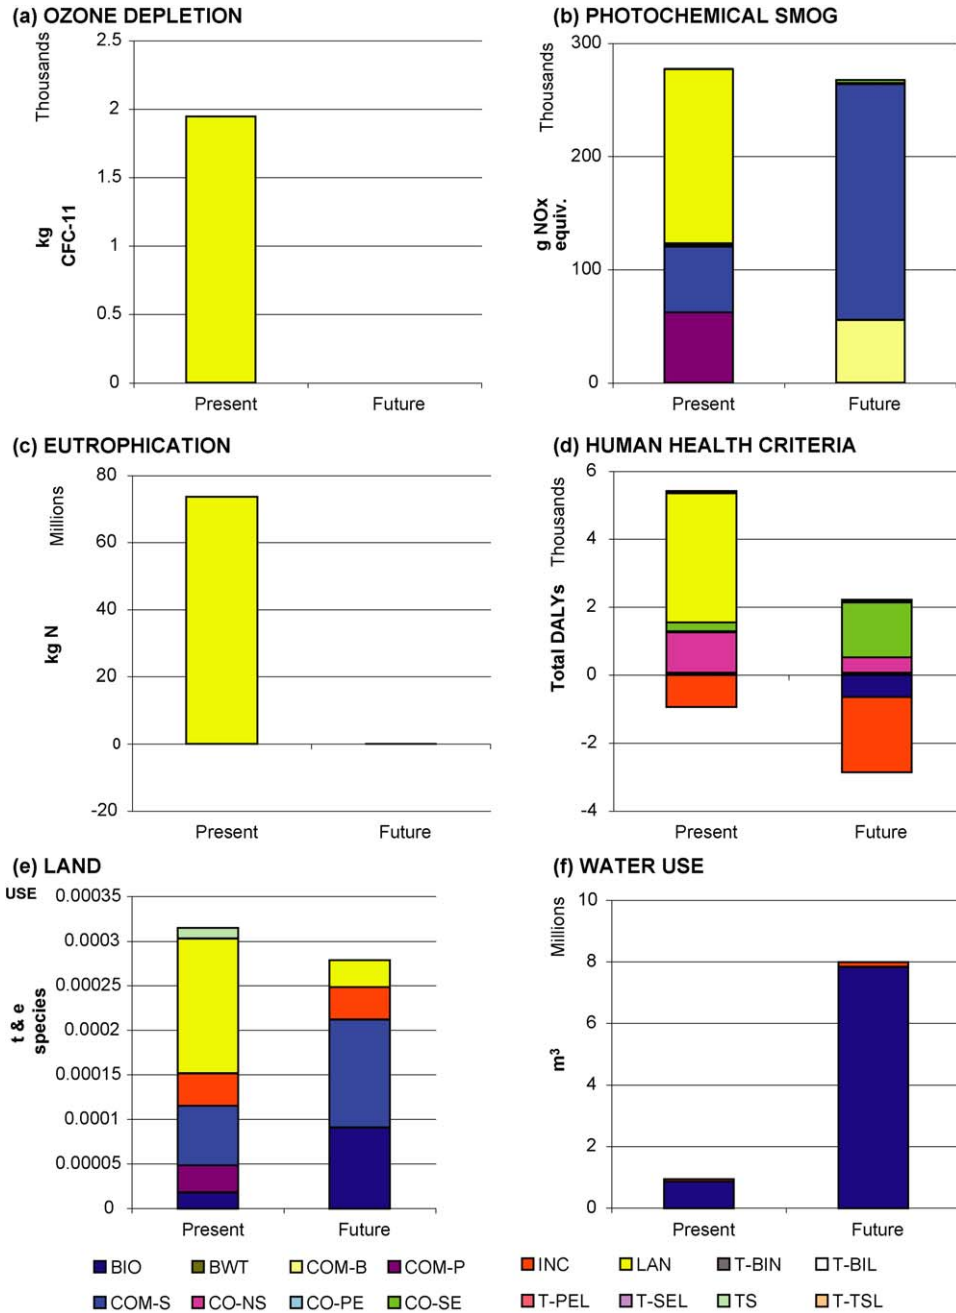 (a) OZONE DEPLETION
Thousands
kg
CFC-11
2.5
2
1.5
1
0.5
0
Present Future
(b) PHOTOCHEMICAL SMOG
Thousands
g NOx
equiv.
300
200
100
0
Present Future
(c) EUTROPHICATION
Millions
kg N
80
60
40
20
0
-20
Present Future
(d) HUMAN HEALTH CRITERIA
Thousands
Total DALYs
6
4
2
0
-2
-4
Present Future
(e) LAND
USE
t & e
species
0.00035
0.0003
0.00025
0.0002
0.00015
0.0001
0.00005
0
Present Future
(f) WATER USE
Millions
m³
10
8
6
4
2
0
Present Future
BIO BWT COM-B COM-P INC LAN T-BIN T-BIL
COM-S CO-NS CO-PE CO-SE T-PEL T-SEL TS T-TSL